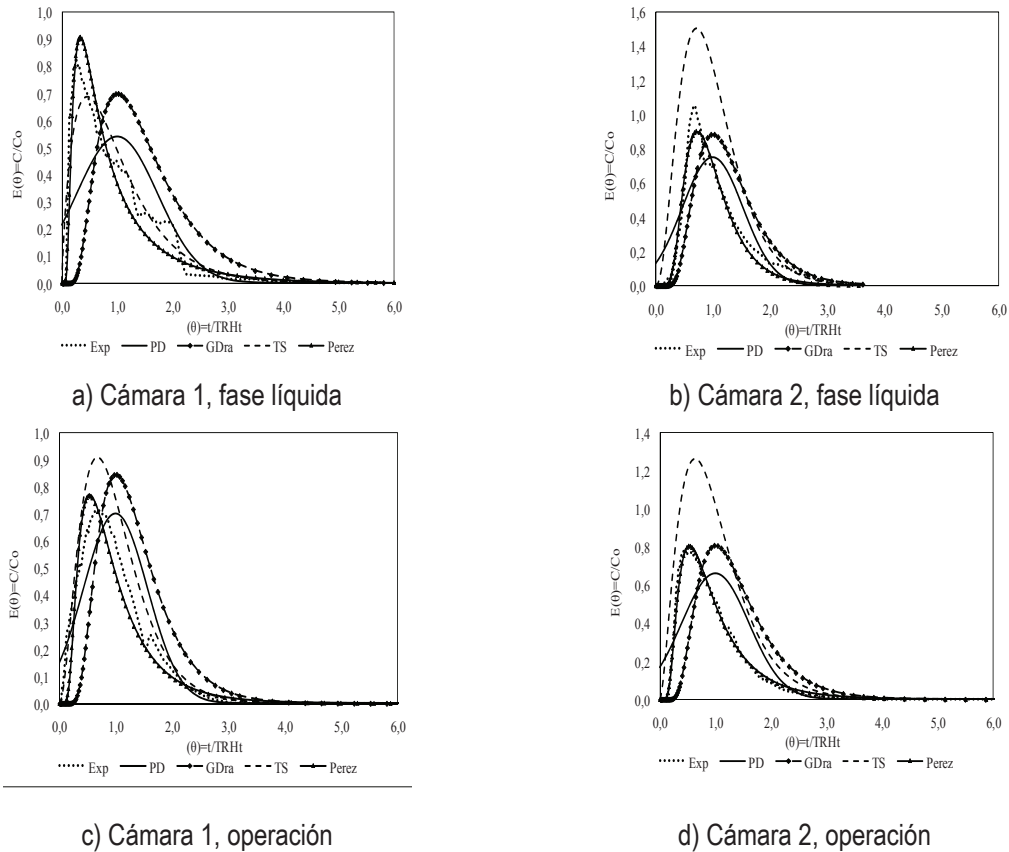 1,0
0,9
0,8
0,7
0,6
0,5
0,4
0,3
0,2
0,1
0,0
E(θ)=C/Co
0,0 1,0 2,0 3,0 4,0 5,0 6,0
(θ)=t/TRHt
Exp PD GDra TS Perez
a) Cámara 1, fase líquida
1,6
1,4
1,2
1,0
0,8
0,6
0,4
0,2
0,0
E(θ)=C/Co
0,0 1,0 2,0 3,0 4,0 5,0 6,0
(θ)=t/TRHt
Exp PD GDra TS Perez
b) Cámara 2, fase líquida
1,0
0,9
0,8
0,7
0,6
0,5
0,4
0,3
0,2
0,1
0,0
E(θ)=C/Co
0,0 1,0 2,0 3,0 4,0 5,0 6,0
(θ)=t/TRHt
Exp PD GDra TS Perez
c) Cámara 1, operación
1,4
1,2
1,0
0,8
0,6
0,4
0,2
0,0
E(θ)=C/Co
0,0 1,0 2,0 3,0 4,0 5,0 6,0
(θ)=t/TRHt
Exp PD GDra TS Perez
d) Cámara 2, operación